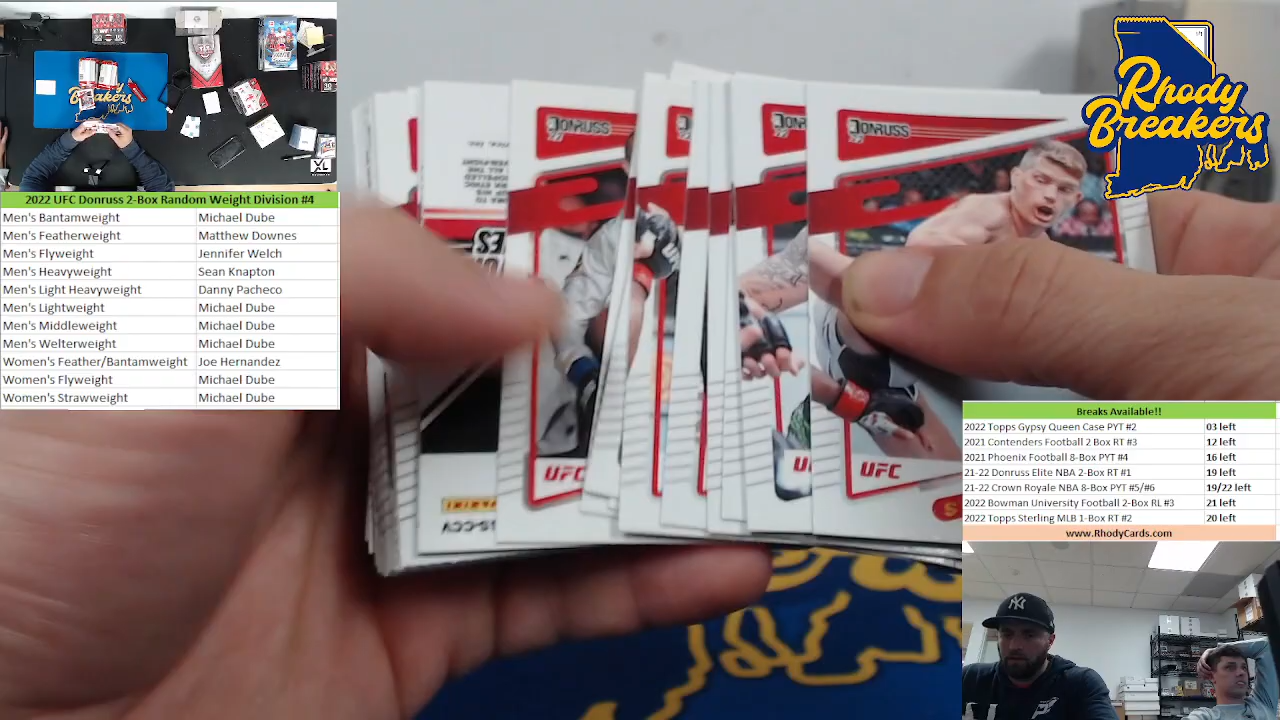 2022 UFC Donruss 2-Box Random Weight Division #4
Men's Bantamweight Michael Dube
Men's Featherweight Matthew Downes
Men's Flyweight Jennifer Welch
Men's Heavyweight Sean Knapton
Men's Light Heavyweight Danny Pacheco
Men's Lightweight Michael Dube
Men's Middleweight Michael Dube
Men's Welterweight Michael Dube
Women's Feather/Bantamweight Joe Hernandez
Women's Flyweight Michael Dube
Women's Strawweight Michael Dube
DONRUSS
DONRUSS
UFC
UFC
PANINI
Rhody
Breakers
Breakers
XL
Breaks Available!!
2022 Topps Gypsy Queen Case PYT #2 03 left
2021 Contenders Football 2 Box RT #3 12 left
2021 Phoenix Football 8-Box PYT #4 16 left
21-22 Donruss Elite NBA 2-Box RT #1 19 left
21-22 Crown Royale NBA 8-Box PYT #5/#6 19/22 left
2022 Bowman University Football 2-Box RL #3 21 left
2022 Topps Sterling MLB 1-Box RT #2 20 left
www.RhodyCards.com